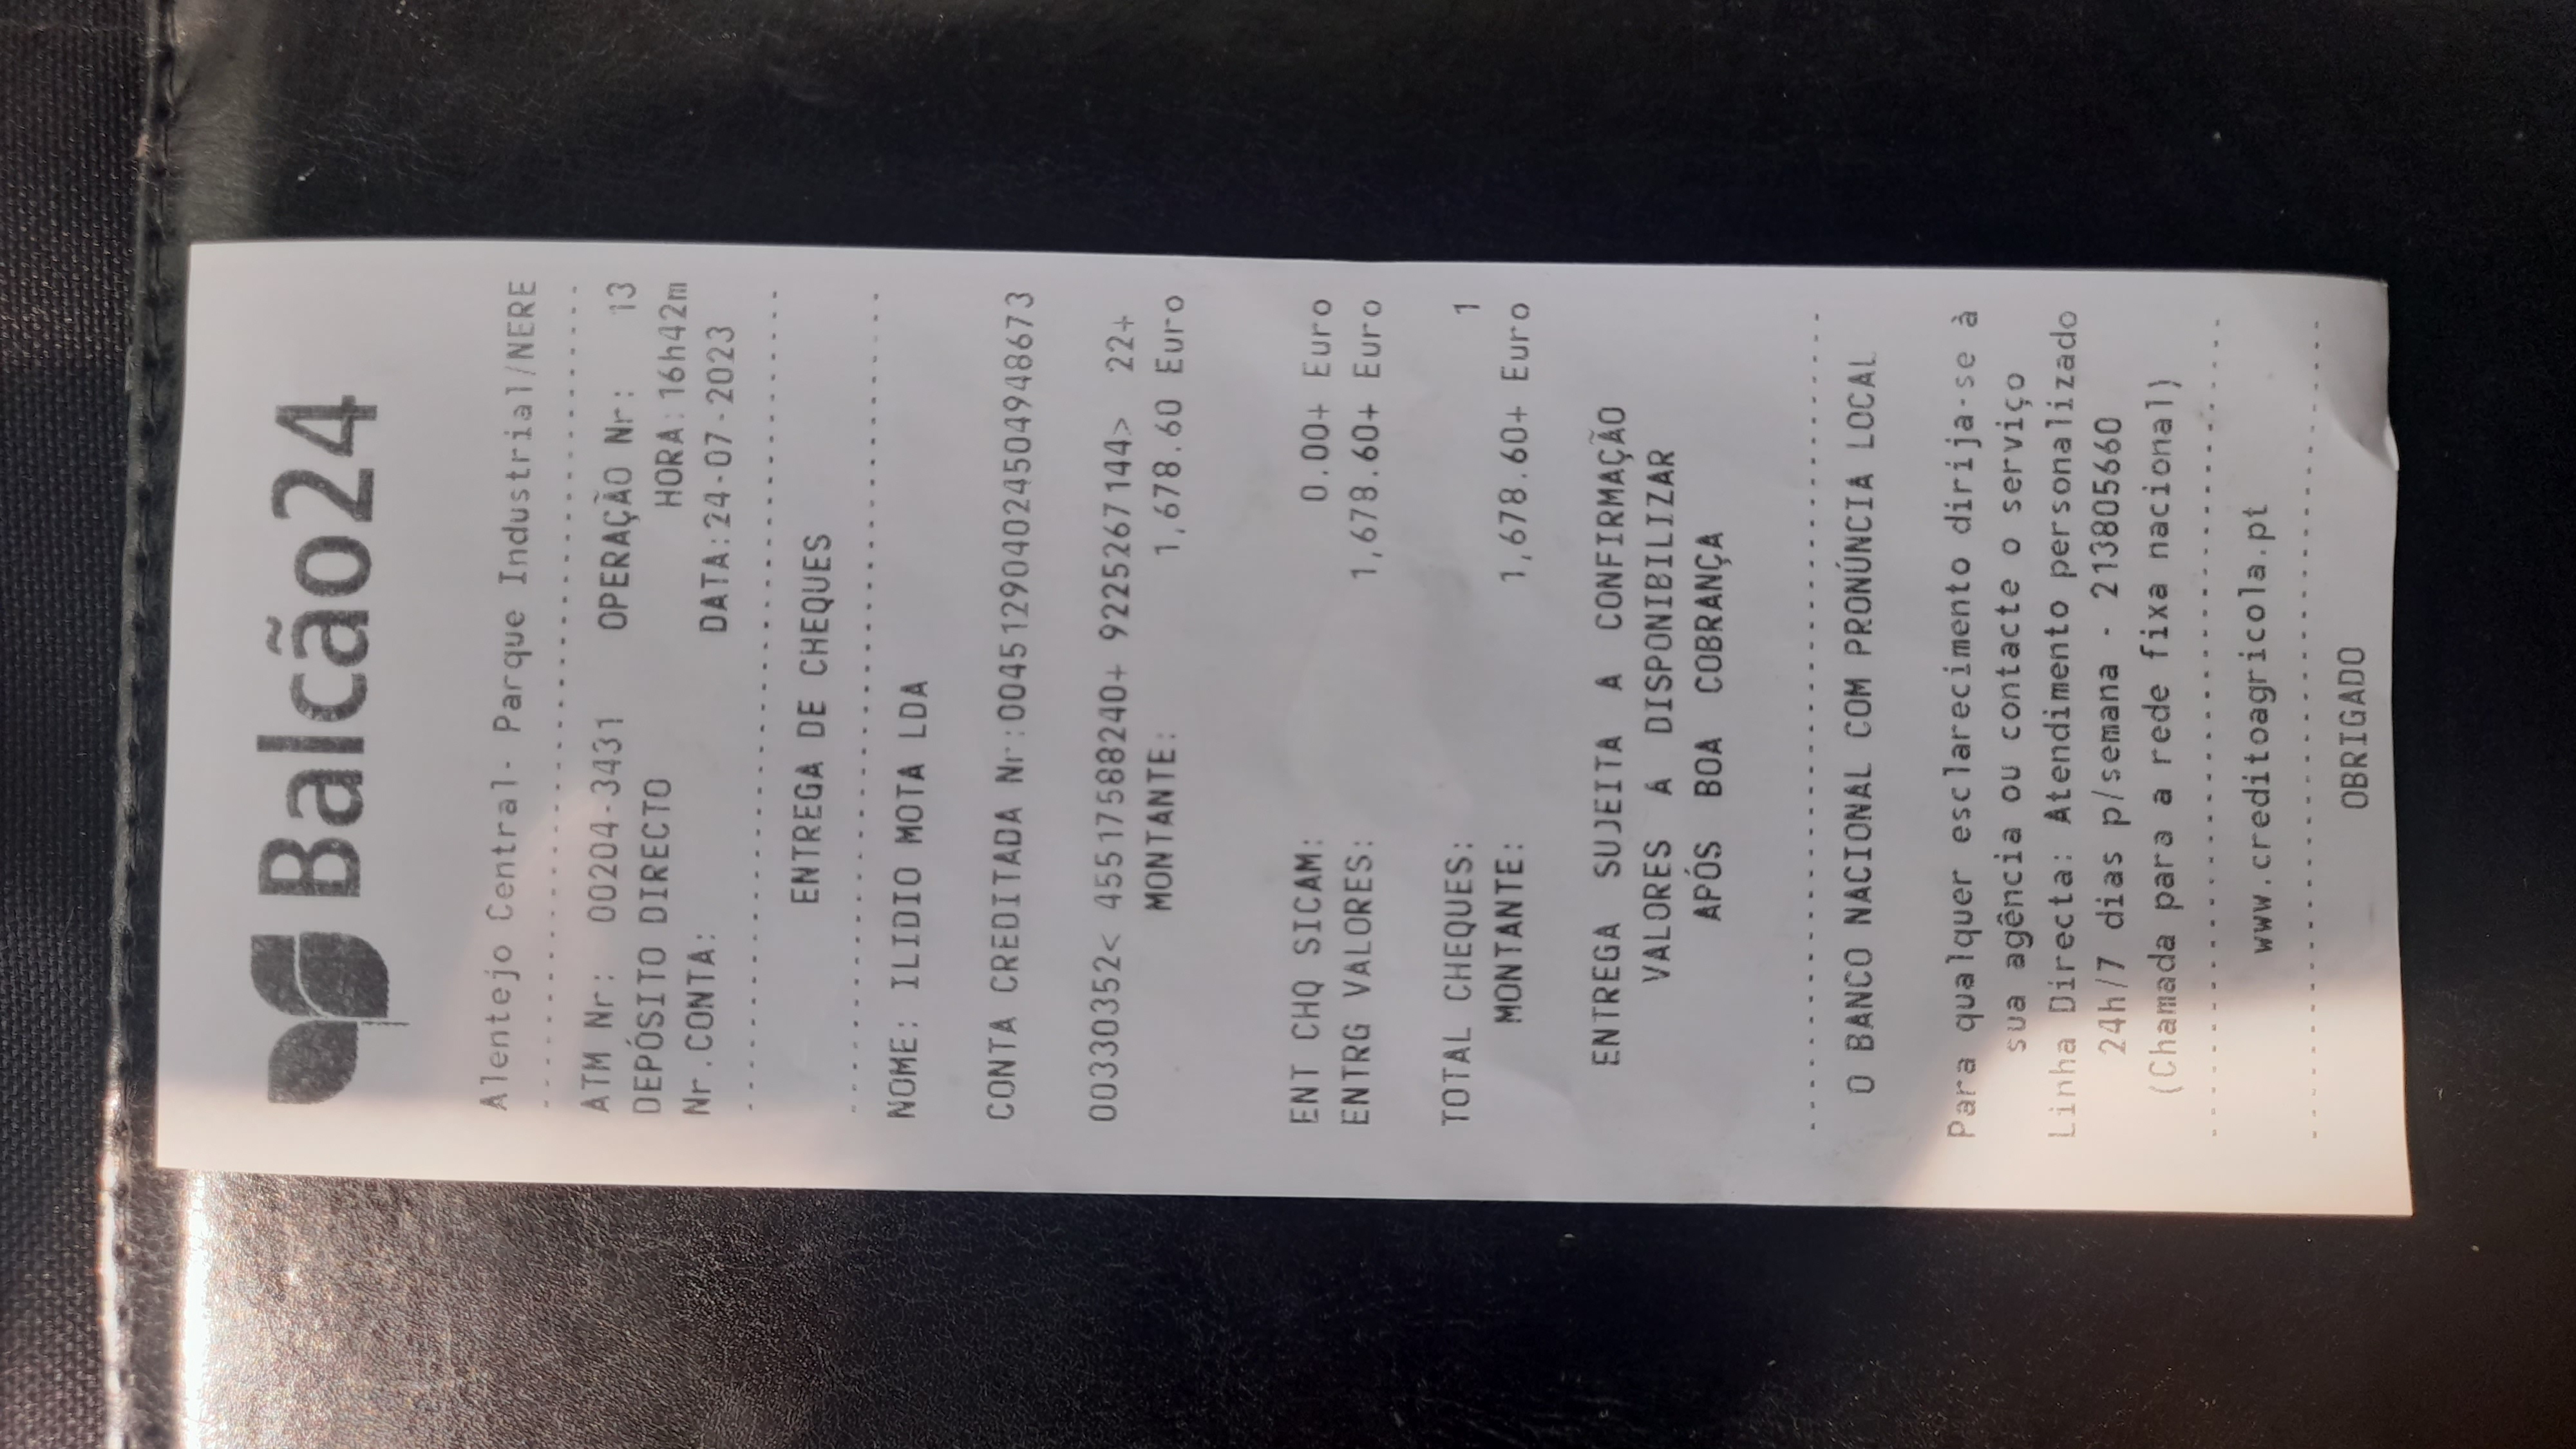 Balcão24
Alentejo Central- Parque Industrial/NERE
ATM Nr: 00204-3431 OPERAÇÃO Nr: 13
DEPÓSITO DIRECTO HORA:16h42m
Nr.CONTA: DATA:24-07-2023
ENTREGA DE CHEQUES
NOME: ILIDIO MOTA LDA
CONTA CREDITADA Nr:004512904024504948673
003330352< 45517588240+ 9225267144> 22+
MONTANTE: 1,678.60 Euro
ENT CHQ SICAM: 0.00+ Euro
ENTRG VALORES: 1,678.60+ Euro
TOTAL CHEQUES: 1
MONTANTE: 1,678.60+ Euro
ENTREGA SUJEITA A CONFIRMAÇÃO
VALORES A DISPONIBILIZAR
APÓS BOA COBRANÇA
O BANCO NACIONAL COM PRONÚNCIA LOCAL
Para qualquer esclarecimento dirija-se à
sua agência ou contacte o serviço
Linha Directa: Atendimento personalizado
24h/7 dias p/semana - 213805660
(Chamada para a rede fixa nacional)
www.creditoagricola.pt
OBRIGADO